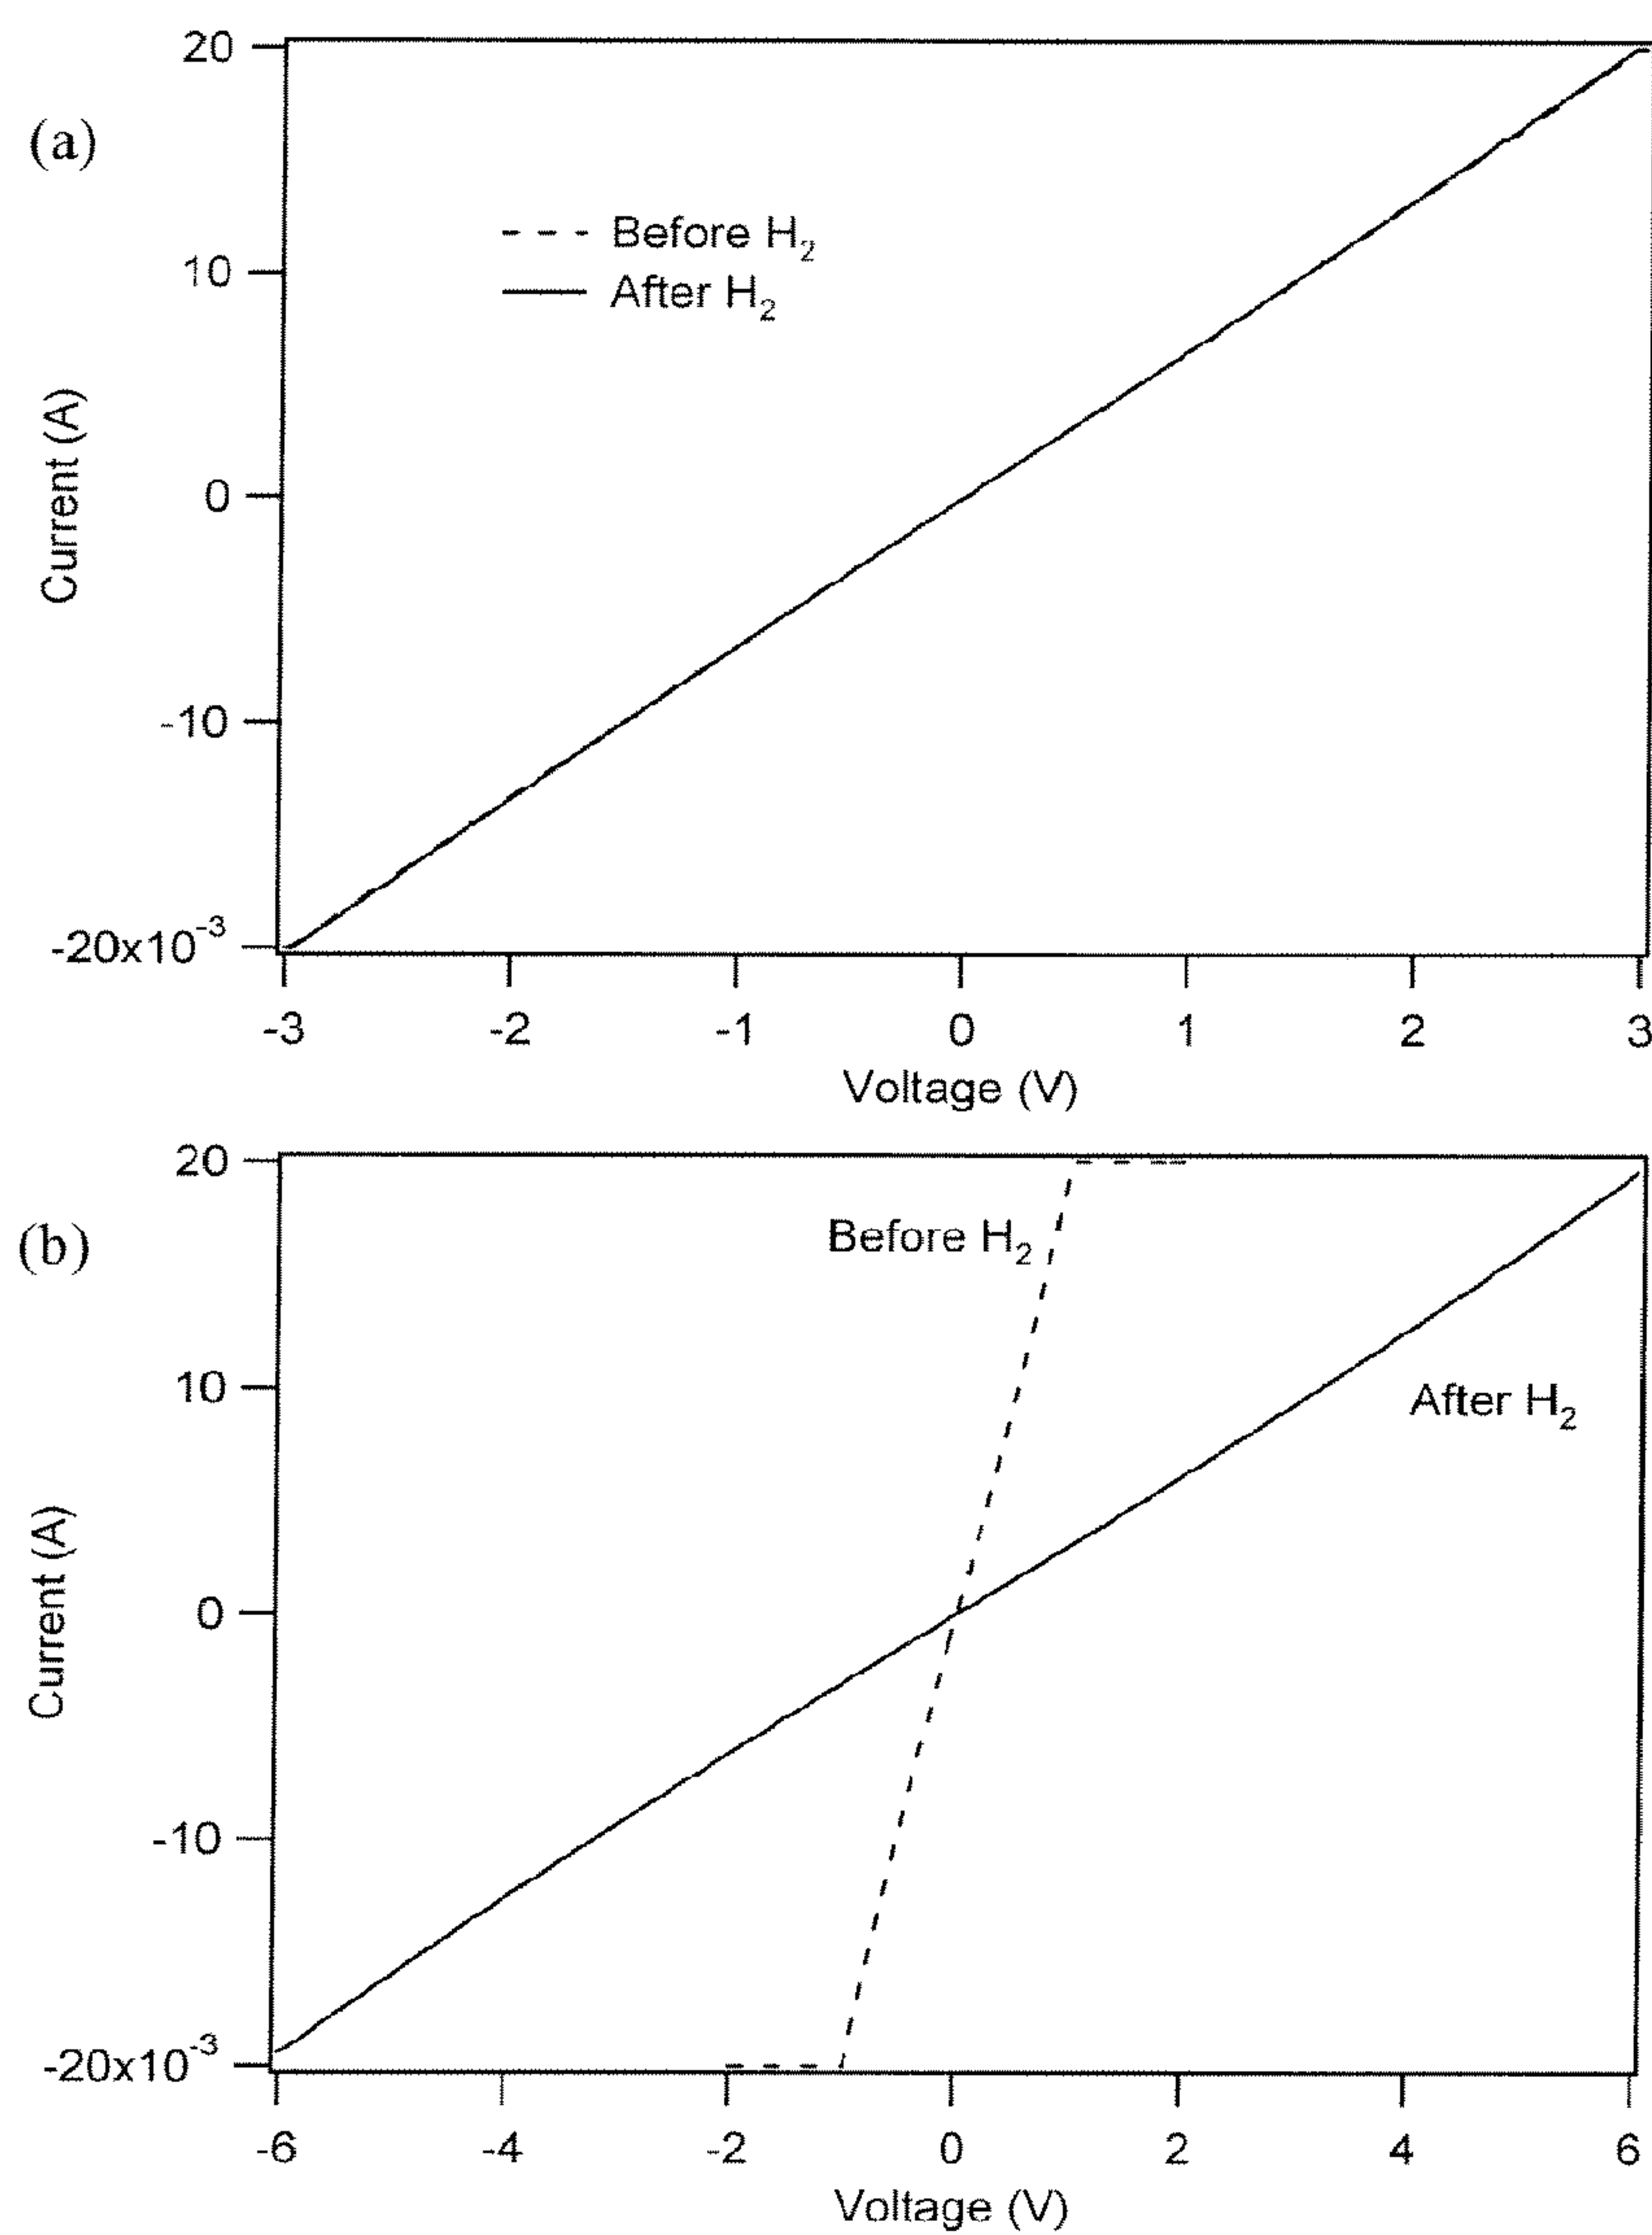 (a)
Current (A)
20
10
0
-10
-20x10⁻³
Before H₂
After H₂
-3 -2 -1 0 1 2 3
Voltage (V)
(b)
Current (A)
20
10
0
-10
-20x10⁻³
Before H₂
After H₂
-6 -4 -2 0 2 4 6
Voltage (V)